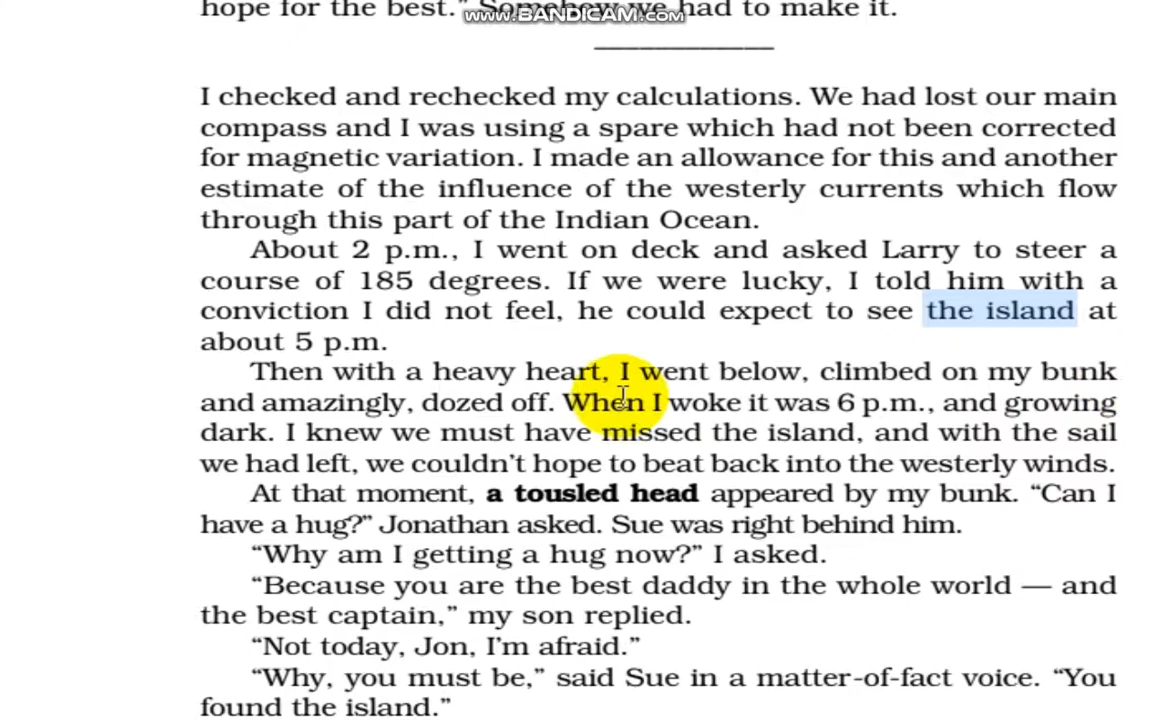 hope for the best.” Somehow we had to make it.
www.BANDICAM.com
I checked and rechecked my calculations. We had lost our main
compass and I was using a spare which had not been corrected
for magnetic variation. I made an allowance for this and another
estimate of the influence of the westerly currents which flow
through this part of the Indian Ocean.
About 2 p.m., I went on deck and asked Larry to steer a
course of 185 degrees. If we were lucky, I told him with a
conviction I did not feel, he could expect to see the island at
about 5 p.m.
Then with a heavy heart, I went below, climbed on my bunk
and amazingly, dozed off. When I woke it was 6 p.m., and growing
dark. I knew we must have missed the island, and with the sail
we had left, we couldn’t hope to beat back into the westerly winds.
At that moment, a tousled head appeared by my bunk. “Can I
have a hug?” Jonathan asked. Sue was right behind him.
“Why am I getting a hug now?” I asked.
“Because you are the best daddy in the whole world — and
the best captain,” my son replied.
“Not today, Jon, I’m afraid.”
“Why, you must be,” said Sue in a matter-of-fact voice. “You
found the island.”